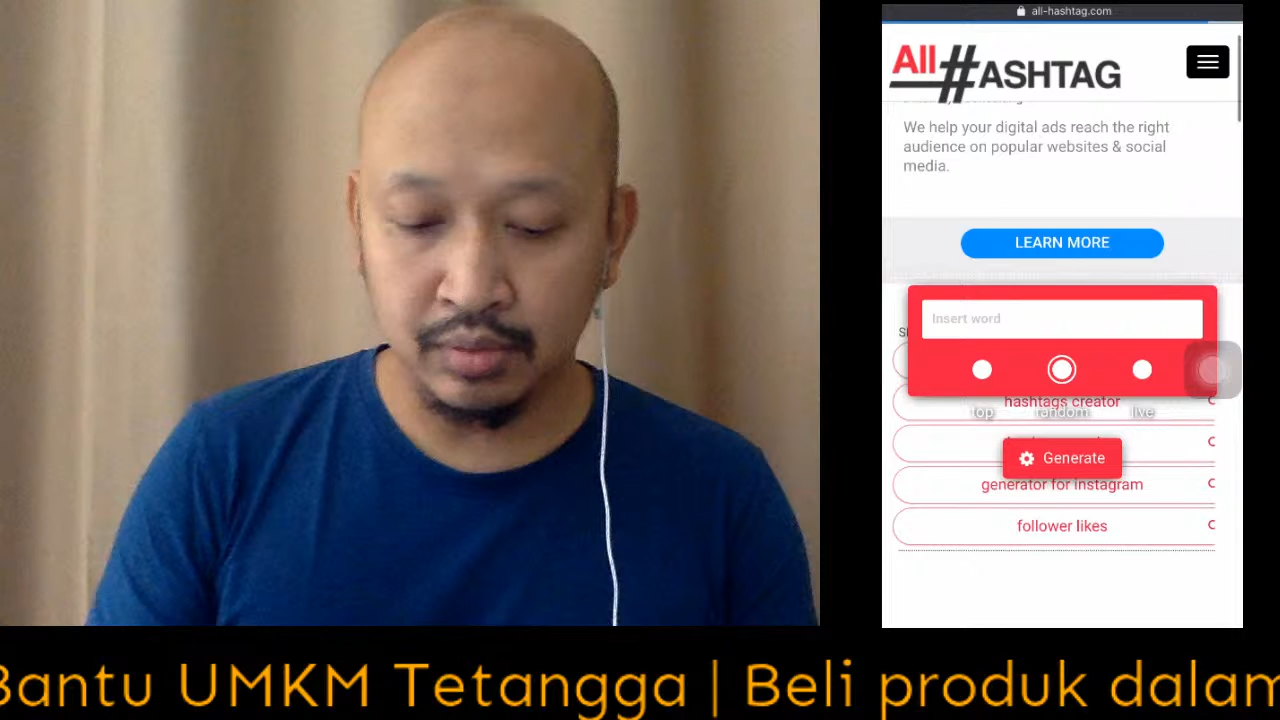 all-hashtag.com
All #ASHTAG
We help your digital ads reach the right
audience on popular websites & social
media.
LEARN MORE
Insert word
hashtags creator
top random live
Generate
generator for instagram
follower likes
Bantu UMKM Tetangga | Beli produk dalam